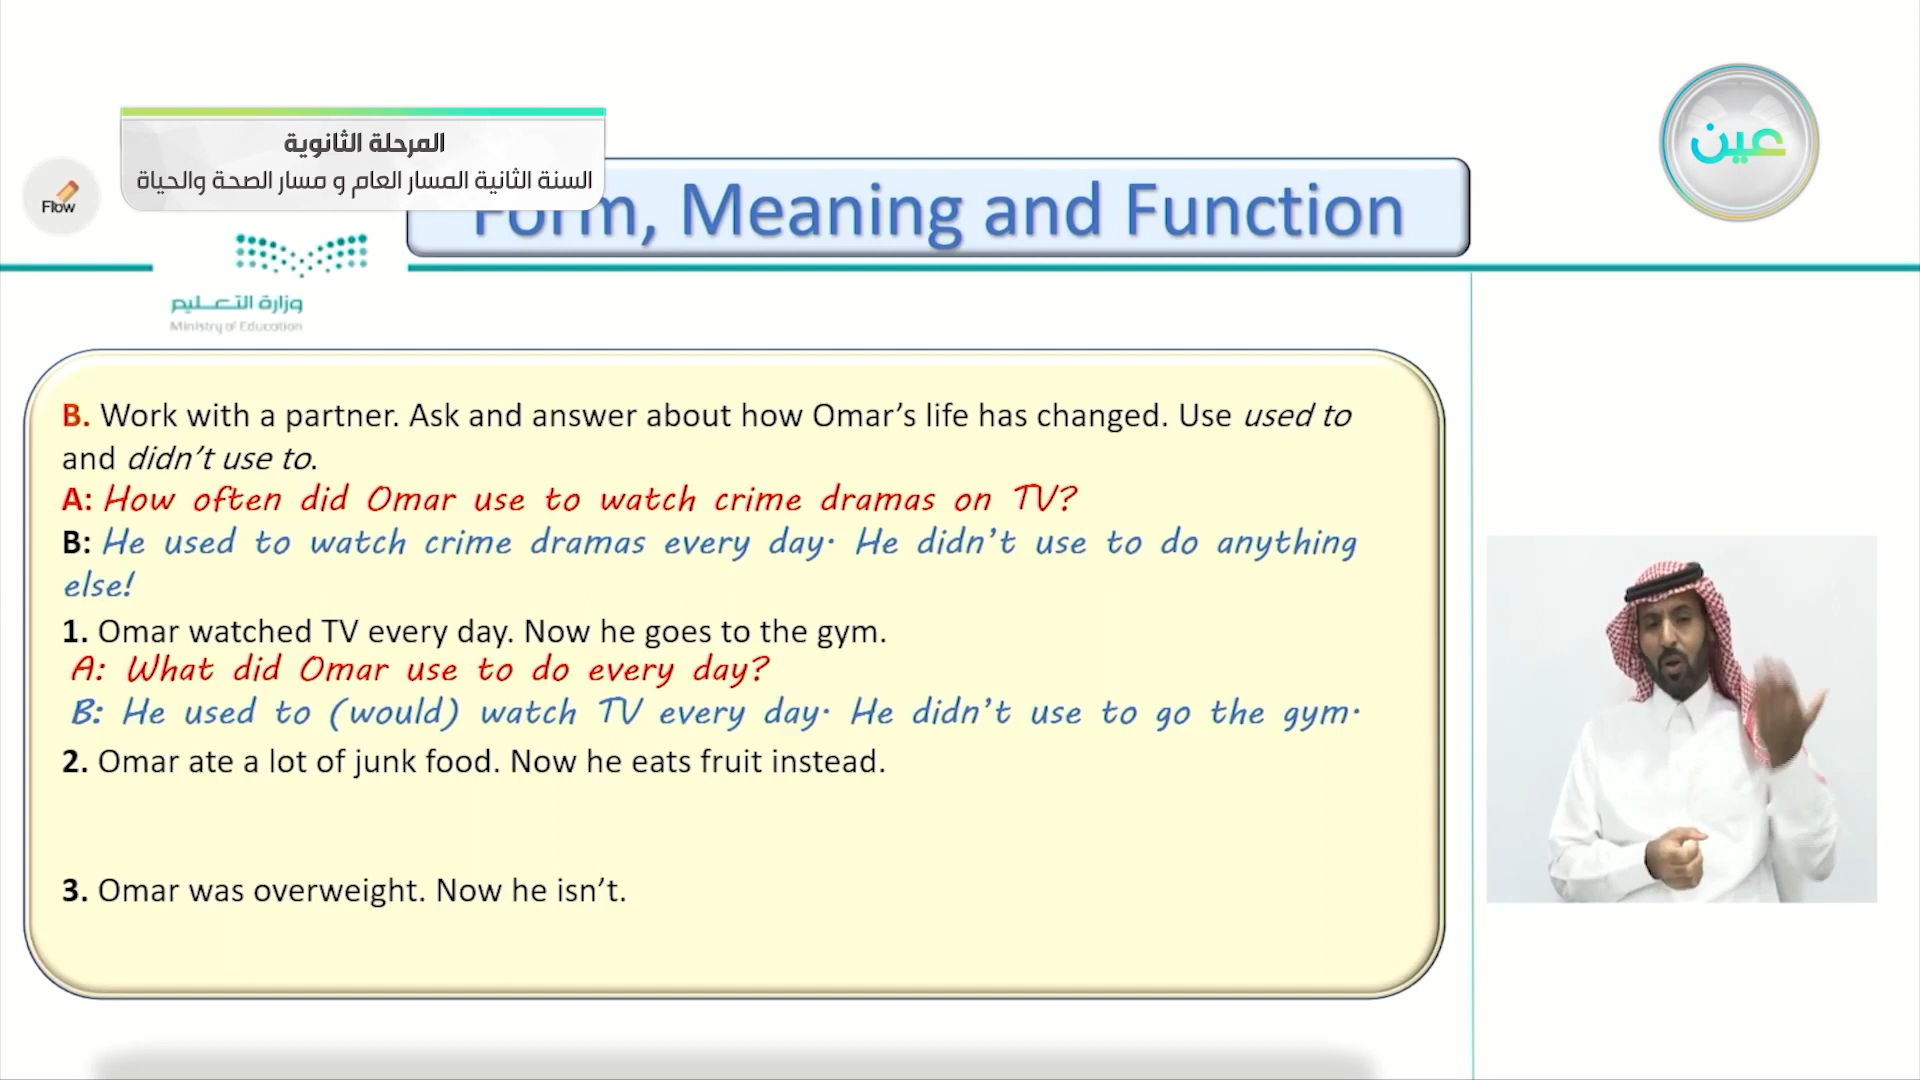 المرحلة الثانوية
السنة الثانية المسار العام و مسار الصحة والحياة
عين
Flow
Form, Meaning and Function
وزارة التعليم
Ministry of Education
B. Work with a partner. Ask and answer about how Omar’s life has changed. Use used to
and didn’t use to.
A: How often did Omar use to watch crime dramas on TV?
B: He used to watch crime dramas every day. He didn’t use to do anything
else!
1. Omar watched TV every day. Now he goes to the gym.
A: What did Omar use to do every day?
B: He used to (would) watch TV every day. He didn’t use to go the gym.
2. Omar ate a lot of junk food. Now he eats fruit instead.
3. Omar was overweight. Now he isn’t.